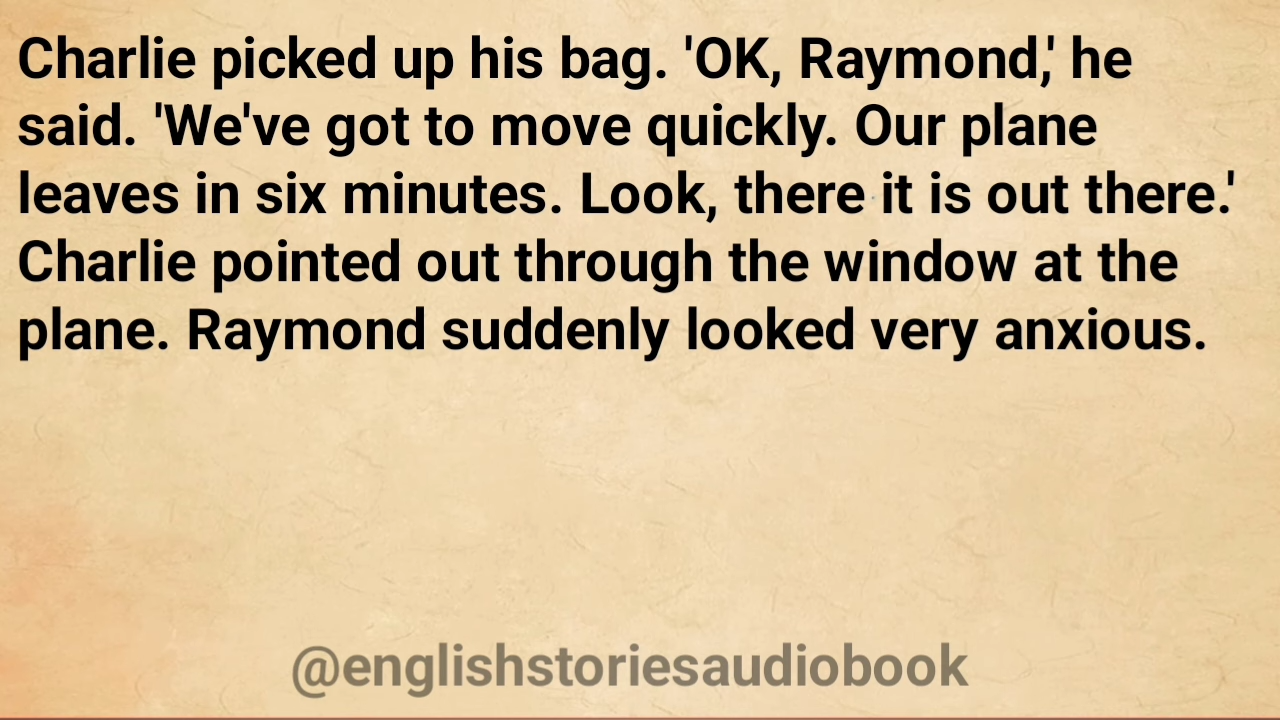 Charlie picked up his bag. 'OK, Raymond,' he
said. 'We've got to move quickly. Our plane
leaves in six minutes. Look, there it is out there.'
Charlie pointed out through the window at the
plane. Raymond suddenly looked very anxious.
@englishstoriesaudiobook